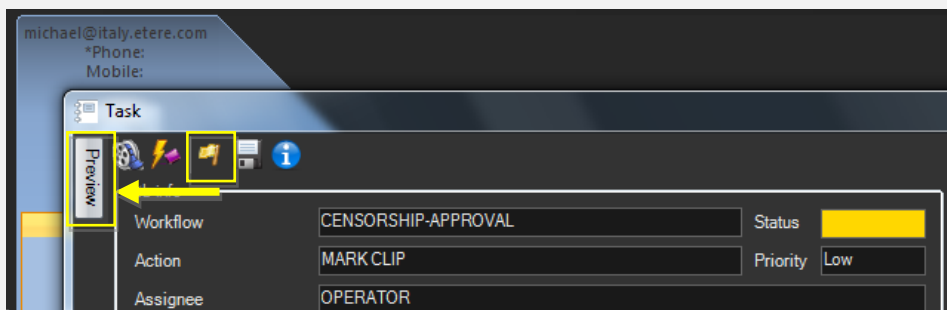 michael@italy.etere.com
*Phone:
Mobile:
Task
Preview
Workflow CENSORSHIP-APPROVAL Status
Action MARK CLIP Priority Low
Assignee OPERATOR